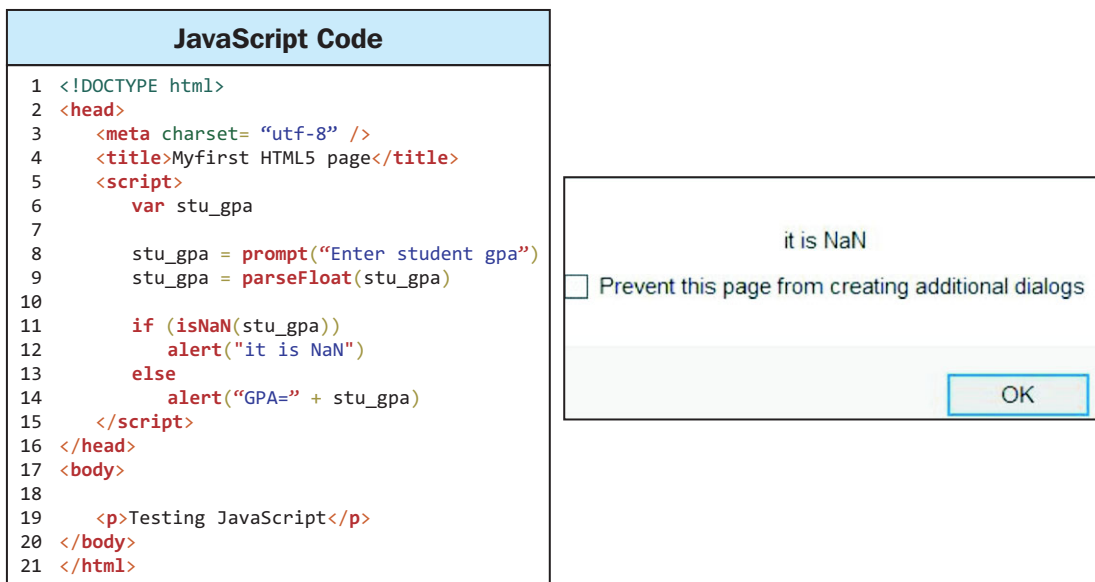 JavaScript Code
1 <!DOCTYPE html>
2 <head>
3 <meta charset= “utf-8” />
4 <title>Myfirst HTML5 page</title>
5 <script>
6 var stu_gpa
7
8 stu_gpa = prompt(“Enter student gpa”)
9 stu_gpa = parseFloat(stu_gpa)
10
11 if (isNaN(stu_gpa))
12 alert("it is NaN")
13 else
14 alert(“GPA=” + stu_gpa)
15 </script>
16 </head>
17 <body>
18
19 <p>Testing JavaScript</p>
20 </body>
21 </html>
it is NaN
Prevent this page from creating additional dialogs
OK